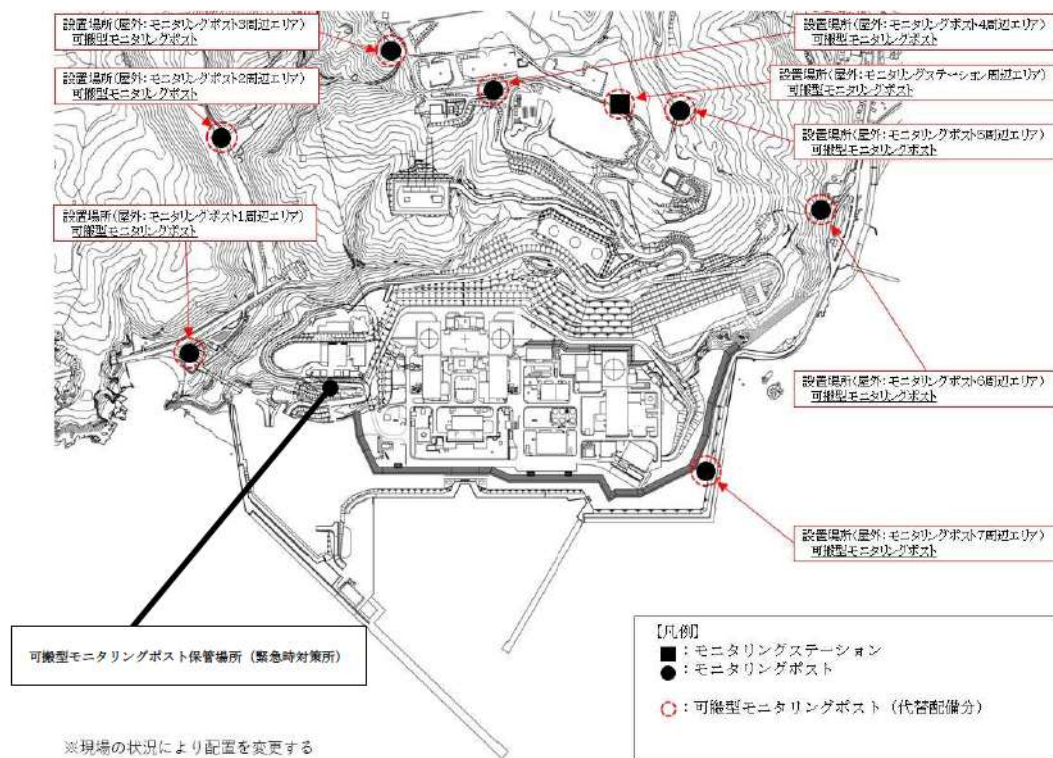 設置場所(屋外:モニタリングポスト3周辺エリア)
可搬型モニタリングポスト
設置場所(屋外:モニタリングポスト4周辺エリア)
可搬型モニタリングポスト
設置場所(屋外:モニタリングポスト2周辺エリア)
可搬型モニタリングポスト
設置場所(屋外:モニタリングステーション周辺エリア)
可搬型モニタリングポスト
設置場所(屋外:モニタリングポスト5周辺エリア)
可搬型モニタリングポスト
設置場所(屋外:モニタリングポスト1周辺エリア)
可搬型モニタリングポスト
設置場所(屋外:モニタリングポスト6周辺エリア)
可搬型モニタリングポスト
設置場所(屋外:モニタリングポスト7周辺エリア)
可搬型モニタリングポスト
可搬型モニタリングポスト保管場所(緊急時対策所)
【凡例】
■:モニタリングステーション
●:モニタリングポスト
:可搬型モニタリングポスト(代替配備分)
※現場の状況により配置を変更する